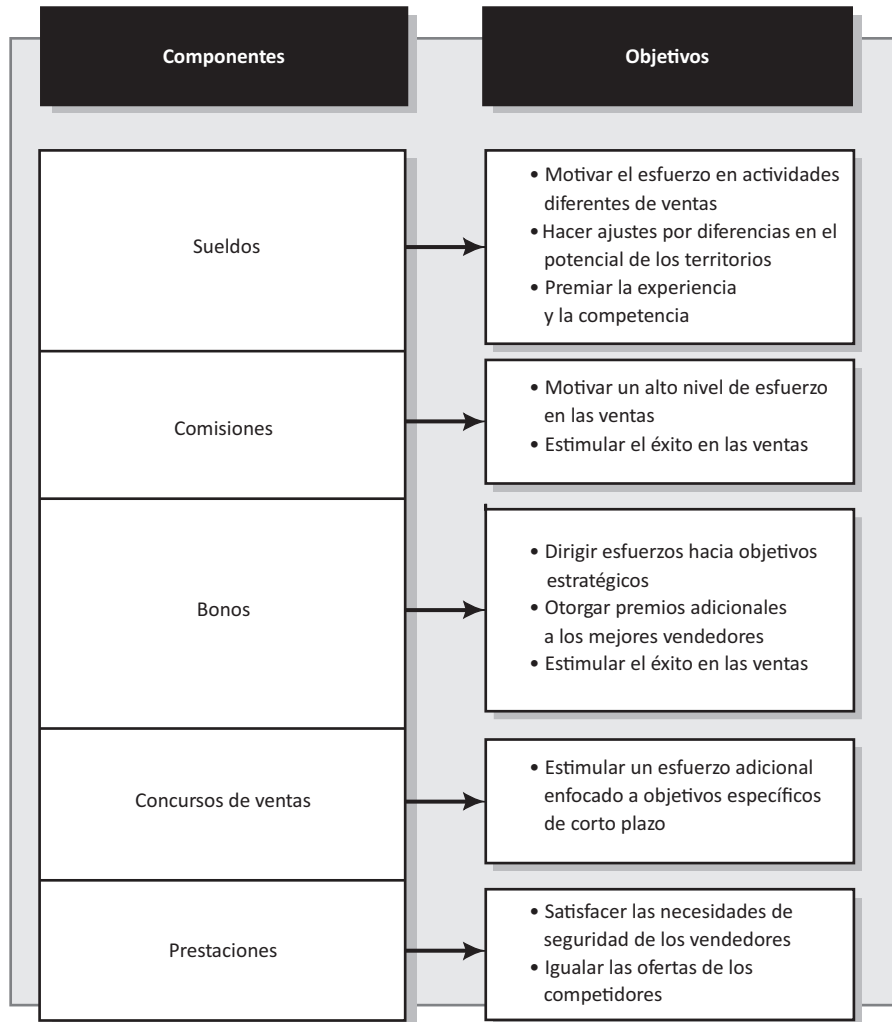 Componentes
Objetivos
Sueldos
• Motivar el esfuerzo en actividades
diferentes de ventas
• Hacer ajustes por diferencias en el
potencial de los territorios
• Premiar la experiencia
y la competencia
Comisiones
• Motivar un alto nivel de esfuerzo
en las ventas
• Estimular el éxito en las ventas
Bonos
• Dirigir esfuerzos hacia objetivos
estratégicos
• Otorgar premios adicionales
a los mejores vendedores
• Estimular el éxito en las ventas
Concursos de ventas
• Estimular un esfuerzo adicional
enfocado a objetivos específicos
de corto plazo
Prestaciones
• Satisfacer las necesidades de
seguridad de los vendedores
• Igualar las ofertas de los
competidores